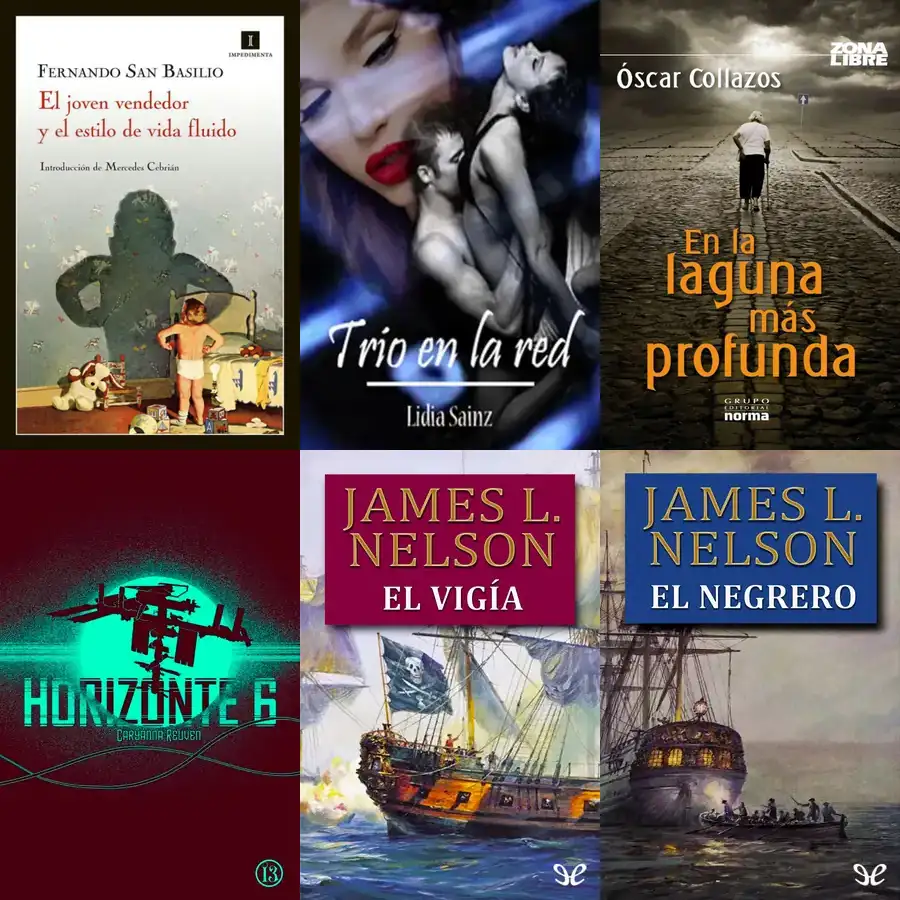 IMPEDIMENTA
FERNANDO SAN BASILIO
El joven vendedor
y el estilo de vida fluido
Introducción de Mercedes Cebrián
Trío en la red
Lidia Sainz
ZONA
LIBRE
Óscar Collazos
En la
laguna
más
profunda
GRUPO
EDITORIAL
norma
HORIZONTE 6
CARYANNA REUVEN
13
JAMES L.
NELSON
EL VIGÍA
JAMES L.
NELSON
EL NEGRERO